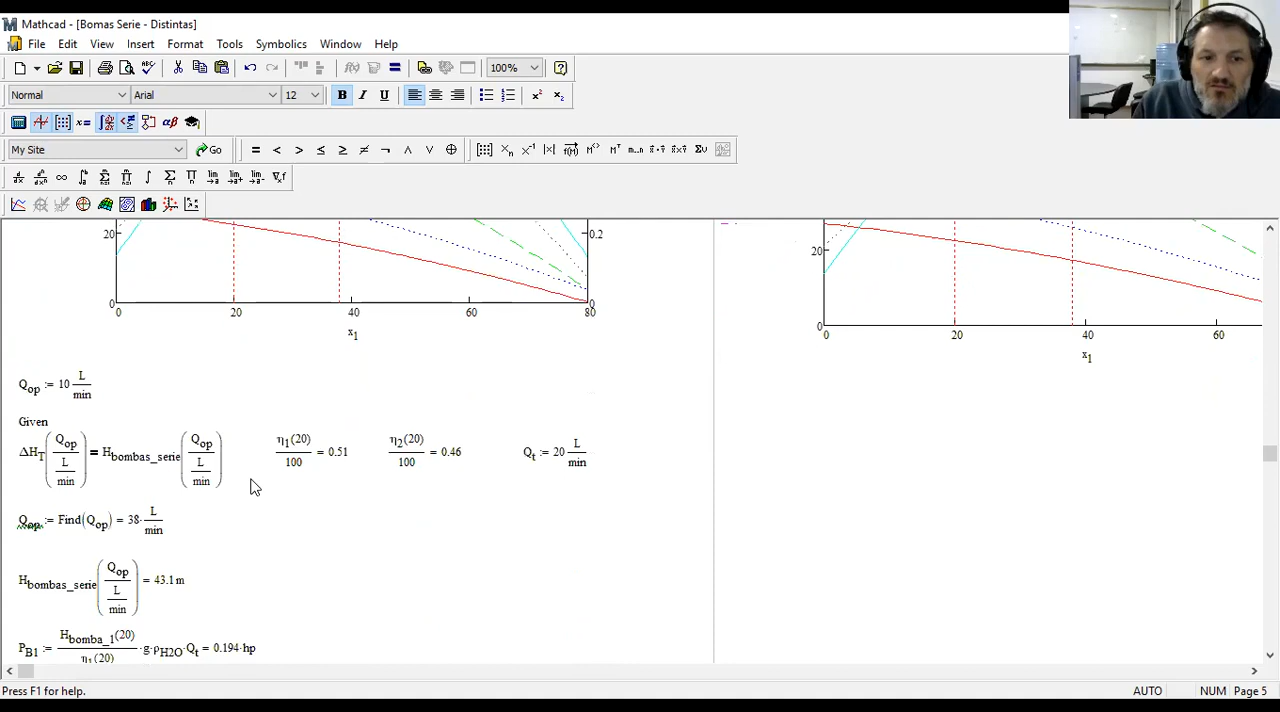 Mathcad - [Bomas Serie - Distintas]
File Edit View Insert Format Tools Symbolics Window Help
100%
Normal Arial 12 B I U
My Site Go
20 0.2
0 0
0 20 40 60 80
x1
20
0
0 20 40 60
x1
Qop := 10 L/min
Given
ΔHT(Qop/(L/min)) = Hbombas_serie(Qop/(L/min)) η1(20)/100 = 0.51 η2(20)/100 = 0.46 Qt := 20 L/min
Qop := Find(Qop) = 38· L/min
Hbombas_serie(Qop/(L/min)) = 43.1 m
PB1 := Hbomba_1(20)/η1(20) ·g·ρH2O·Qt = 0.194·hp
Press F1 for help. AUTO NUM Page 5